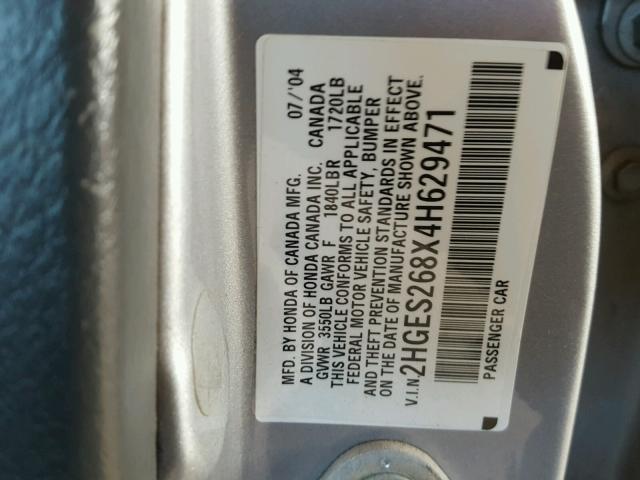 MFD. BY HONDA OF CANADA MFG. 07/'04
A DIVISION OF HONDA CANADA INC. CANADA
GVWR 3550LB GAWR F 1840LBR 1720LB
THIS VEHICLE CONFORMS TO ALL APPLICABLE
FEDERAL MOTOR VEHICLE SAFETY, BUMPER
AND THEFT PREVENTION STANDARDS IN EFFECT
ON THE DATE OF MANUFACTURE SHOWN ABOVE.
V.I.N. 2HGES268X4H629471
PASSENGER CAR